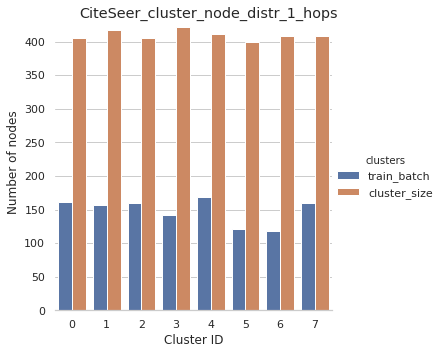 CiteSeer_cluster_node_distr_1_hops
400
350
300
250
200
150
100
50
0
Number of nodes
0 1 2 3 4 5 6 7
Cluster ID
clusters
train_batch
cluster_size